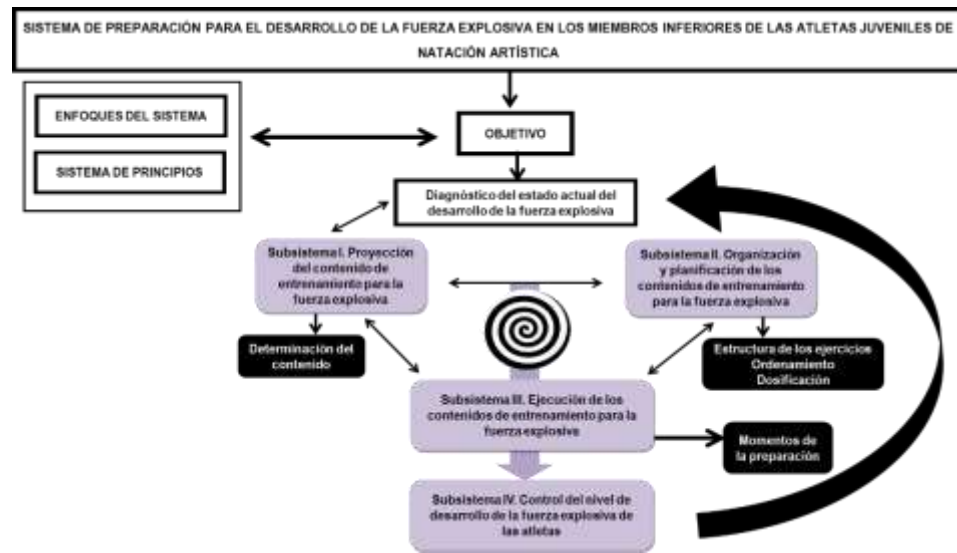 SISTEMA DE PREPARACIÓN PARA EL DESARROLLO DE LA FUERZA EXPLOSIVA EN LOS MIEMBROS INFERIORES DE LAS ATLETAS JUVENILES DE
NATACIÓN ARTÍSTICA
ENFOQUES DEL SISTEMA
SISTEMA DE PRINCIPIOS
OBJETIVO
Diagnóstico del estado actual del
desarrollo de la fuerza explosiva
Subsistema I. Proyección
del contenido de
entrenamiento para la
fuerza explosiva
Subsistema II. Organización
y planificación de los
contenidos de entrenamiento
para la fuerza explosiva
Determinación del
contenido
Estructura de los ejercicios
Ordenamiento
Dosificación
Subsistema III. Ejecución de los
contenidos de entrenamiento para la
fuerza explosiva
Momentos de
la preparación
Subsistema IV. Control del nivel de
desarrollo de la fuerza explosiva de
las atletas